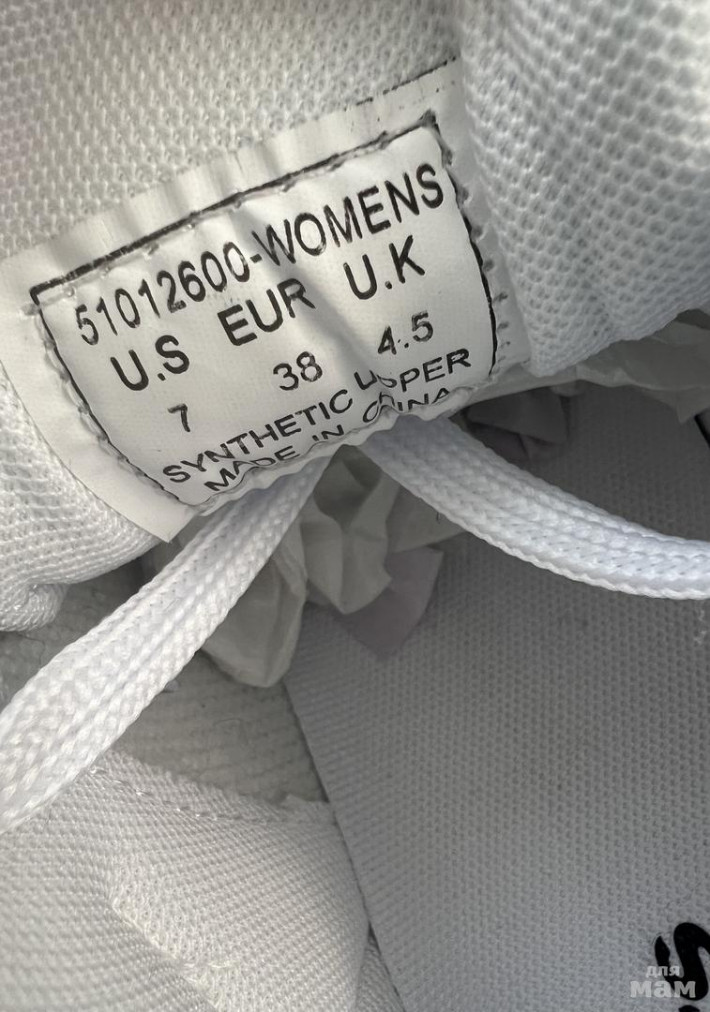 51012600-WOMENS
U.S EUR U.K
7 38 4.5
SYNTHETIC UPPER
MADE IN CHINA
для
мам